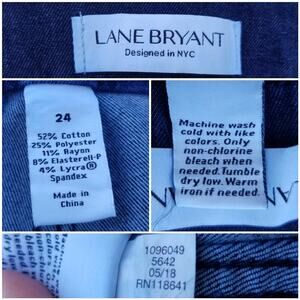 LANE BRYANT
Designed in NYC
24
52% Cotton
25% Polyester
11% Rayon
8% Elasterell-P
4% Lycra®
Spandex
Made in
China
Machine wash
cold with like
colors. Only
non-chlorine
bleach when
needed. Tumble
dry low. Warm
iron if needed.
1096049
5642
05/18
RN118641